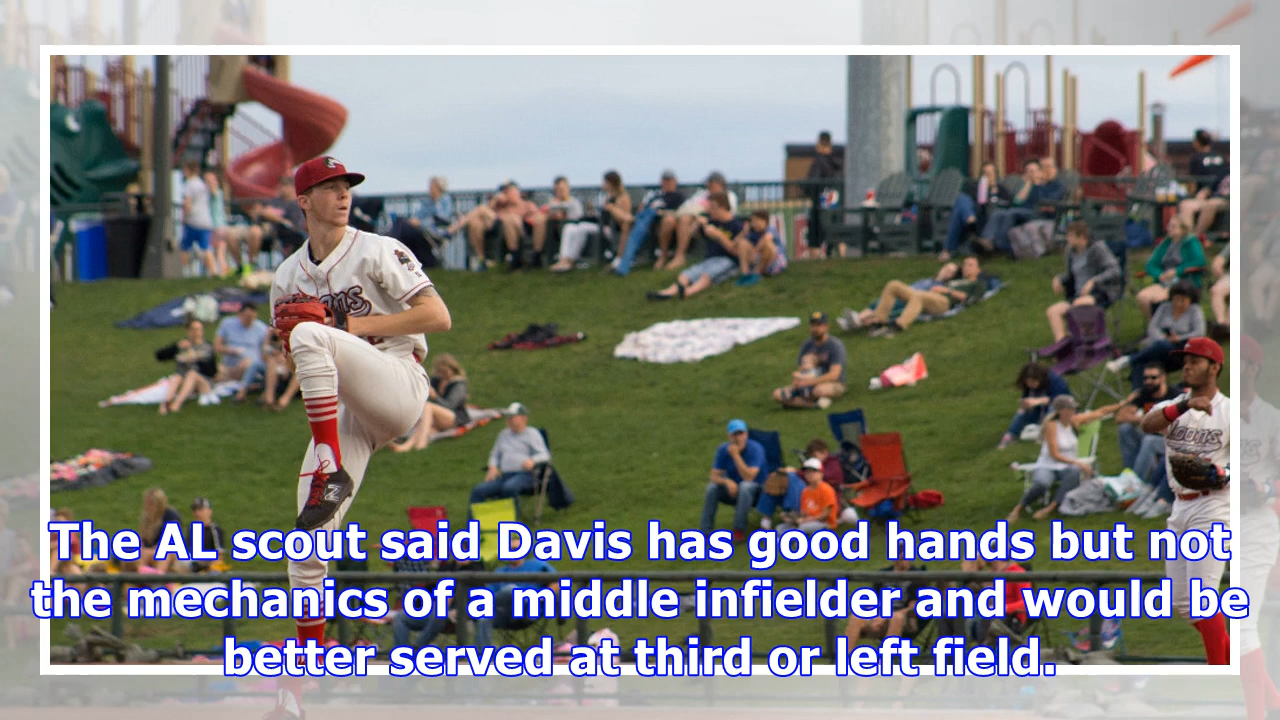 The AL scout said Davis has good hands but not
the mechanics of a middle infielder and would be
better served at third or left field.